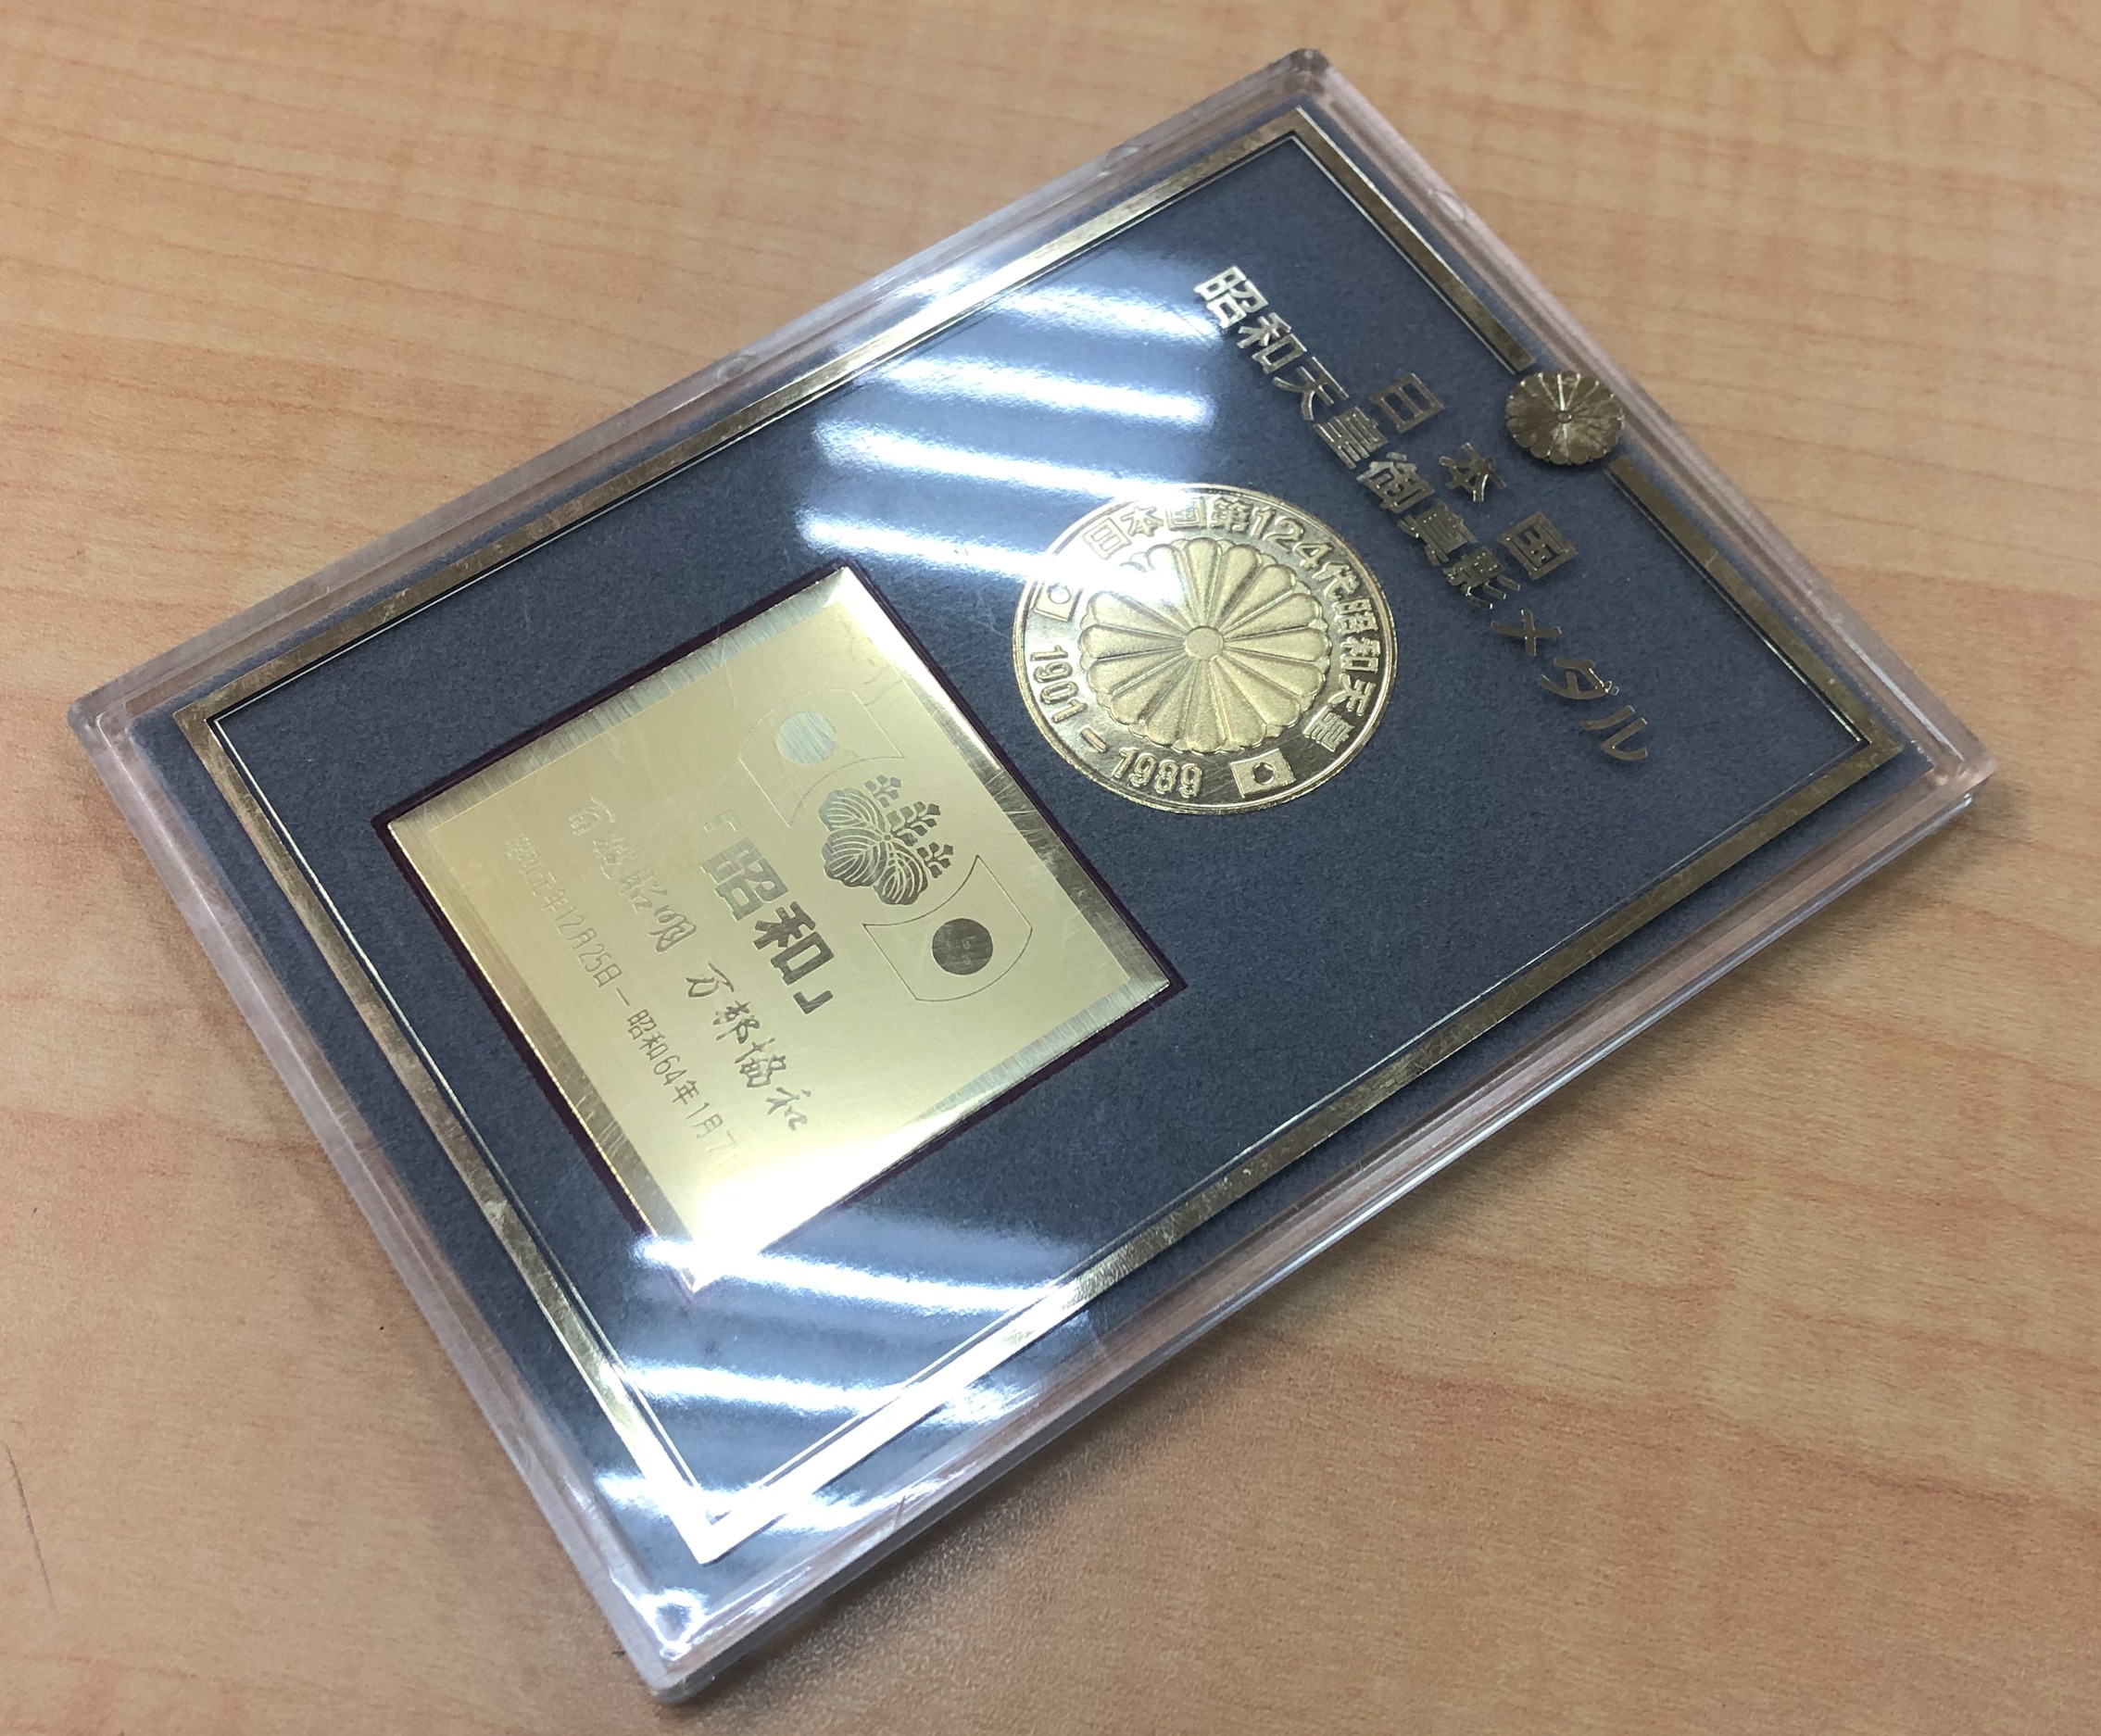 日本国
昭和天皇御真影メダル
日本国第124代昭和天皇
1901-1989
「昭和」
百姓昭明 万邦協和
昭和元年12月25日ー昭和64年1月7